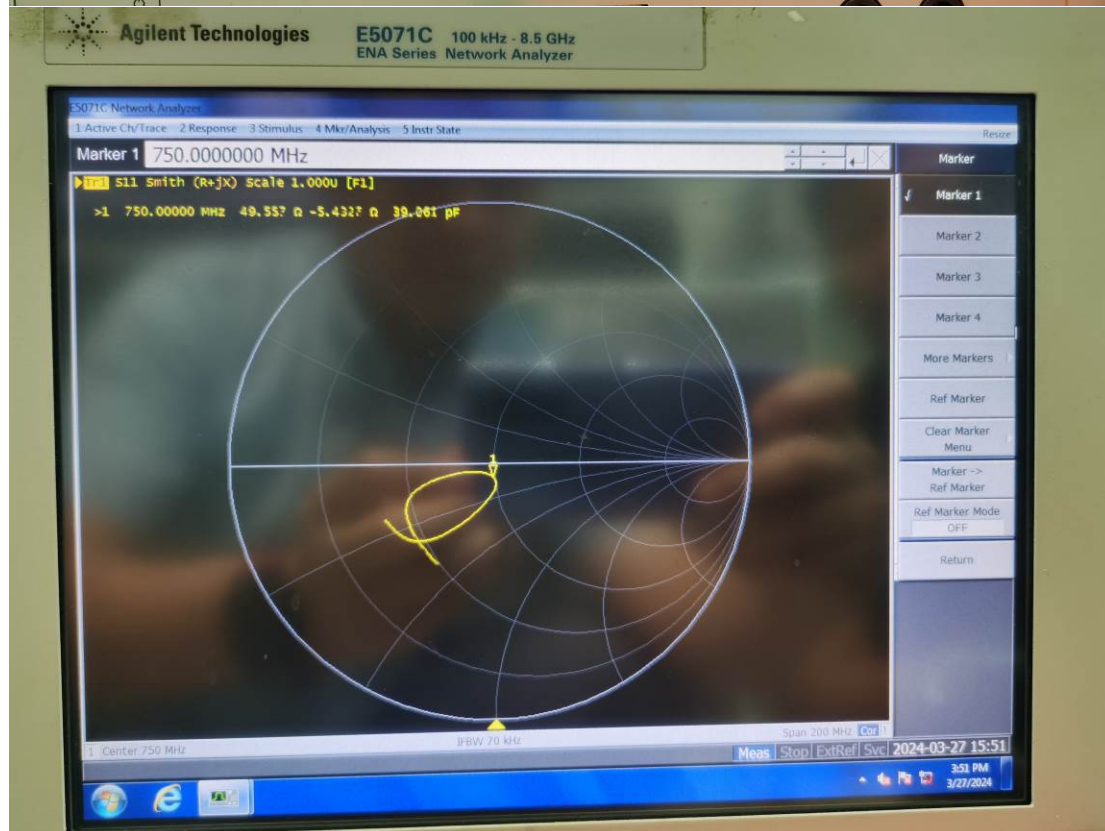 Agilent Technologies
E5071C 100 kHz - 8.5 GHz
ENA Series Network Analyzer
E5071C Network Analyzer
1 Active Ch/Trace 2 Response 3 Stimulus 4 Mkr/Analysis 5 Instr State
Resize
Marker 1 750.0000000 MHz
Marker
Tr1 S11 Smith (R+jX) Scale 1.000U [F1]
>1 750.00000 MHz
Marker 1
Marker 2
Marker 3
Marker 4
More Markers
Ref Marker
Clear Marker
Menu
Marker ->
Ref Marker
Ref Marker Mode
OFF
Return
1
1 Center 750 MHz
IFBW 70 kHz
Span 200 MHz Cor
Meas Stop ExtRef Svc 2024-03-27 15:51
3:51 PM
3/27/2024